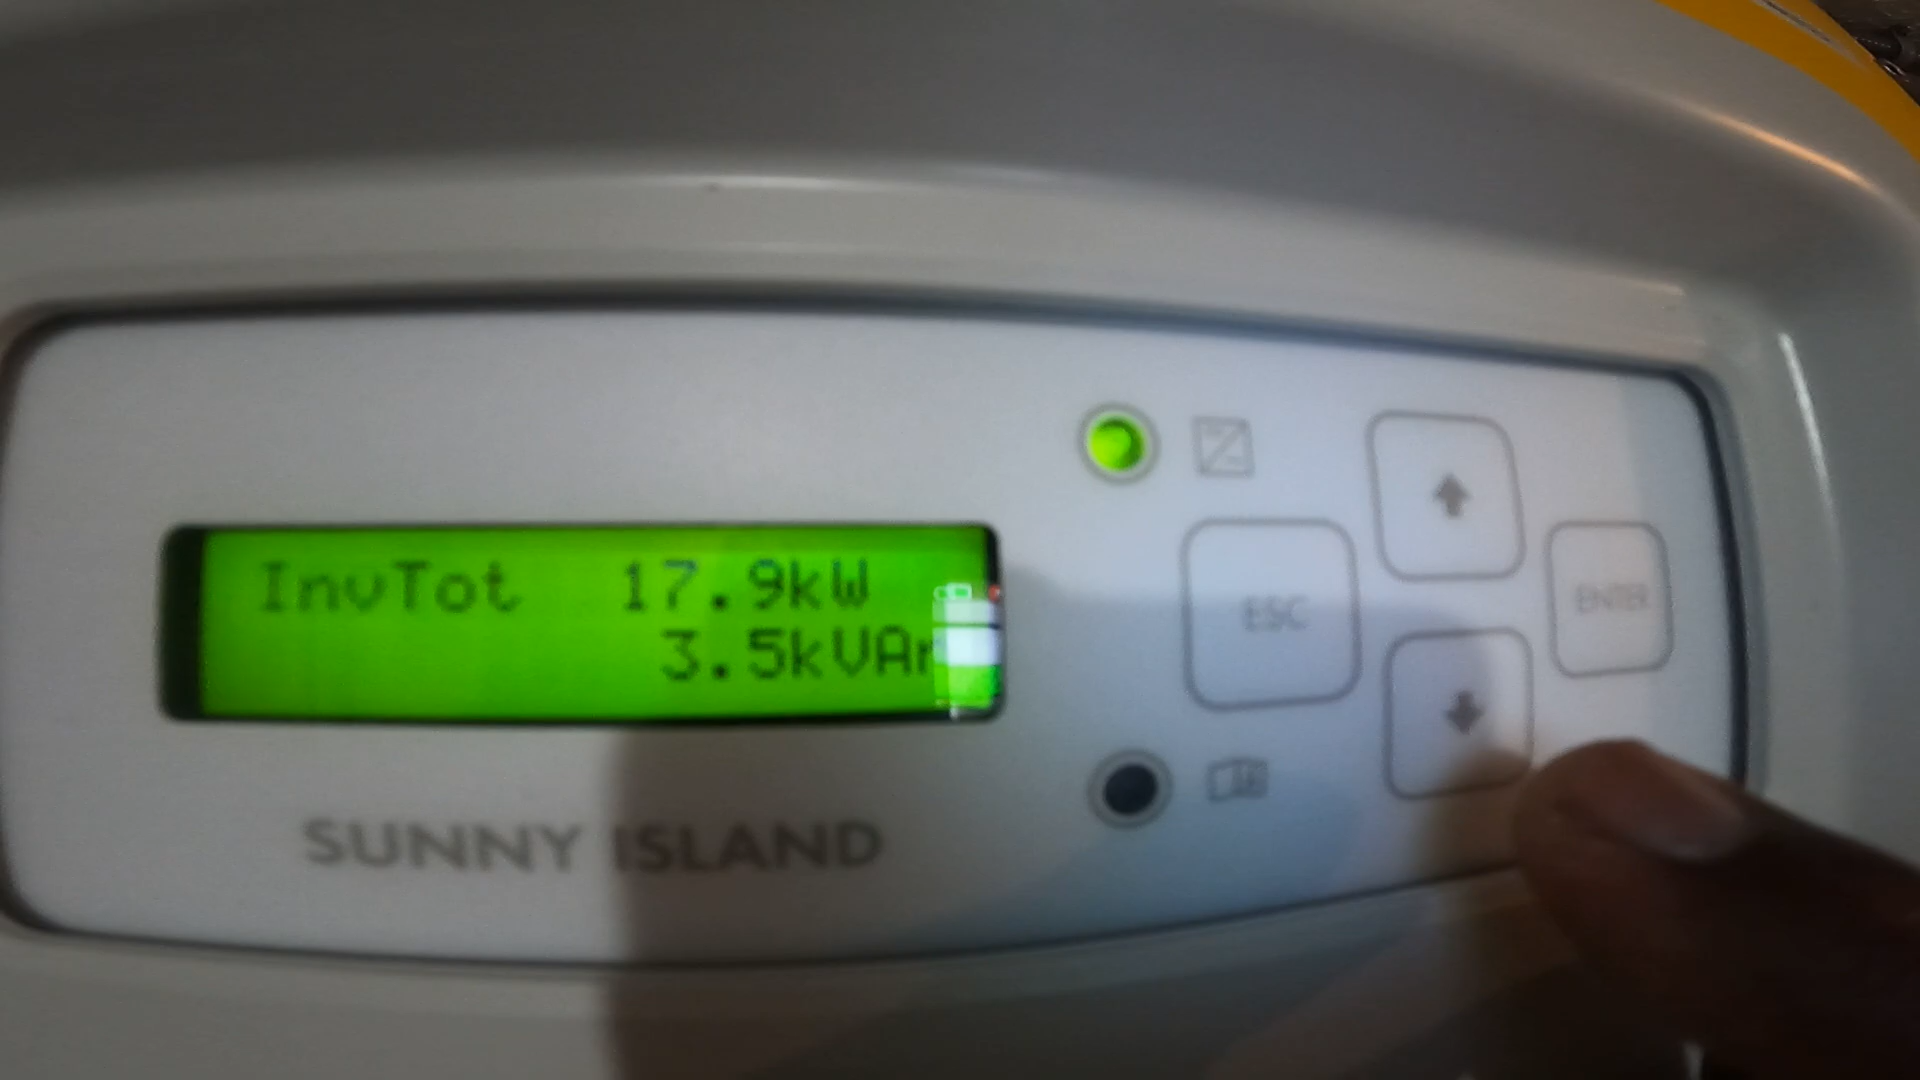 InvTot 17.9kW
3.5kVAr
ESC
ENTER
SUNNY ISLAND